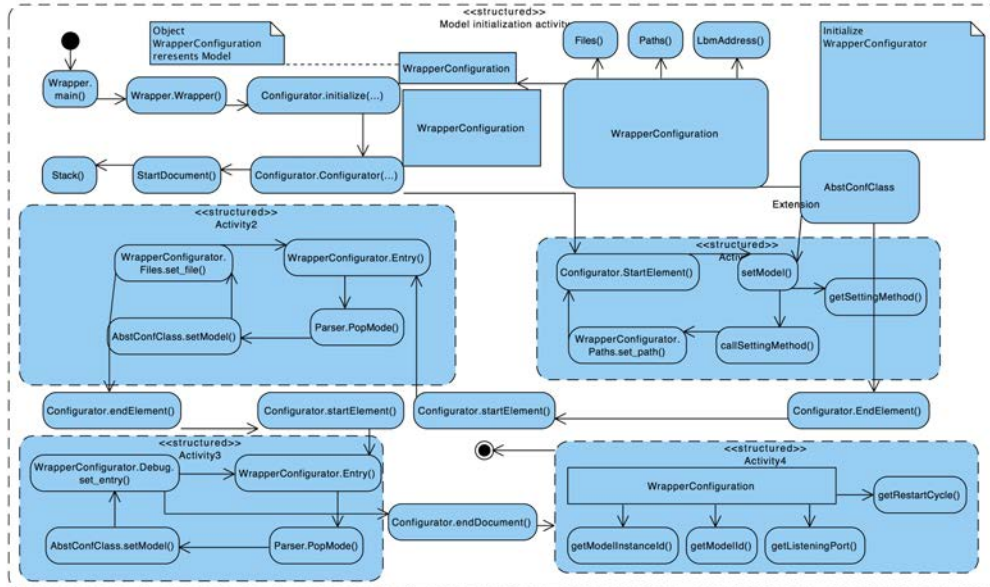 <<structured>>
Model initialization activity
Object
WrapperConfiguration
reresents Model
Files()
Paths()
LbmAddress()
Initialize
WrapperConfigurator
WrapperConfiguration
Wrapper.
main()
Wrapper.Wrapper()
Configurator.initialize(...)
WrapperConfiguration
WrapperConfiguration
Stack()
StartDocument()
Configurator.Configurator(...)
AbstConfClass
Extension
<<structured>>
Activity2
WrapperConfigurator.
Files.set_file()
WrapperConfigurator.Entry()
AbstConfClass.setModel()
Parser.PopMode()
<<structured>>
Configurator.StartElement()
setModel()
getSettingMethod()
WrapperConfigurator.
Paths.set_path()
callSettingMethod()
Configurator.endElement()
Configurator.startElement()
Configurator.startElement()
Configurator.EndElement()
<<structured>>
Activity3
WrapperConfigurator.Debug.
set_entry()
WrapperConfigurator.Entry()
AbstConfClass.setModel()
Parser.PopMode()
Configurator.endDocument()
<<structured>>
Activity4
WrapperConfiguration
getRestartCycle()
getModelInstanceId()
getModelId()
getListeningPort()